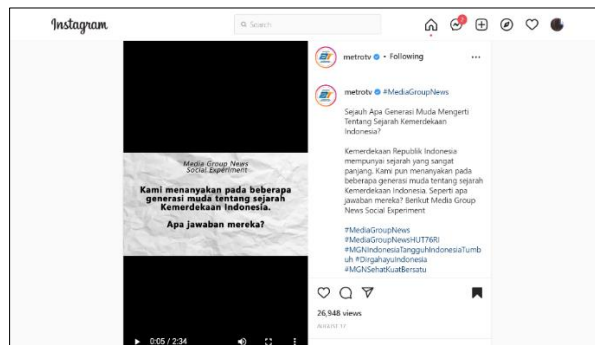 Instagram
Search
2
metrotv • Following
metrotv #MediaGroupNews
Sejauh Apa Generasi Muda Mengerti
Tentang Sejarah Kemerdekaan
Indonesia?
Kemerdekaan Republik Indonesia
mempunyai sejarah yang sangat
panjang. Kami pun menanyakan pada
beberapa generasi muda tentang sejarah
Kemerdekaan Indonesia. Seperti apa
jawaban mereka? Berikut Media Group
News Social Experiment
#MediaGroupNews
#MediaGroupNewsHUT76RI
#MGNIndonesiaTangguhIndonesiaTumb
uh #DirgahayuIndonesia
#MGNSehatKuatBersatu
26,948 views
AUGUST 17
Media Group News
Social Experiment
Kami menanyakan pada beberapa
generasi muda tentang sejarah
Kemerdekaan Indonesia.
Apa jawaban mereka?
0:05 / 2:34